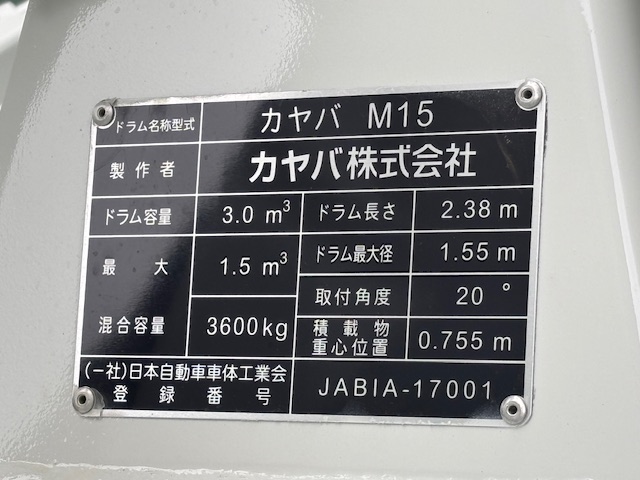 ドラム名称型式 カヤバ M15
製作者 カヤバ株式会社
ドラム容量 3.0 m³ ドラム長さ 2.38 m
最大 1.5 m³ ドラム最大径 1.55 m
混合容量 3600kg 取付角度 20 °
積載物
重心位置 0.755 m
(一社)日本自動車車体工業会
登録番号 JABIA-17001